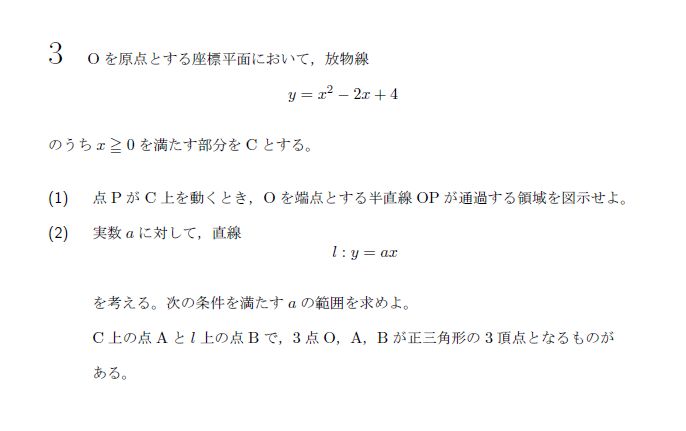 3 Oを原点とする座標平面において，放物線
y = x² − 2x + 4
のうち x ≧ 0 を満たす部分を C とする。
(1) 点 P が C 上を動くとき，O を端点とする半直線 OP が通過する領域を図示せよ。
(2) 実数 a に対して，直線
l : y = ax
を考える。次の条件を満たす a の範囲を求めよ。
C 上の点 A と l 上の点 B で，3 点 O，A，B が正三角形の 3 頂点となるものが
ある。